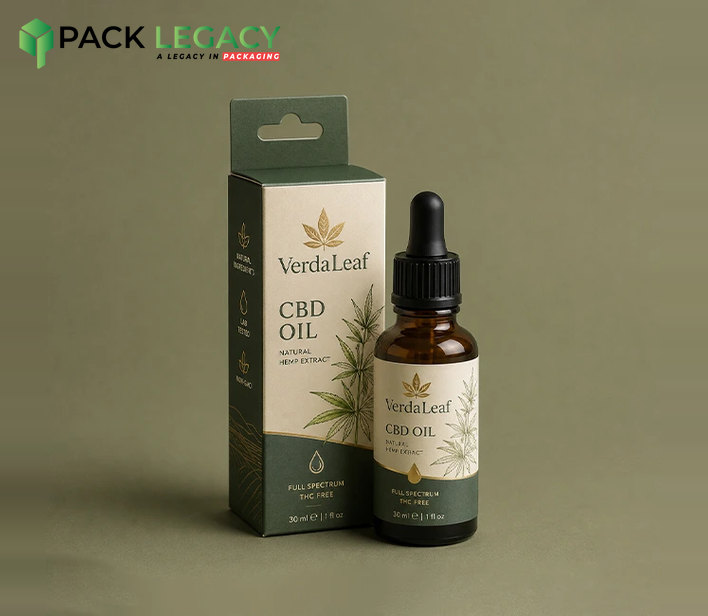 PACK LEGACY
A LEGACY IN PACKAGING
VerdaLeaf
CBD
OIL
NATURAL
HEMP EXTRACT
FULL SPECTRUM
THC FREE
30 ml ℮ | 1 fl oz
NATURAL
INGREDIENTS
LAB
TESTED
NON-GMO
VerdaLeaf
CBD OIL
NATURAL
HEMP EXTRACT
FULL SPECTRUM
THC FREE
30 ml ℮ | 1 fl oz